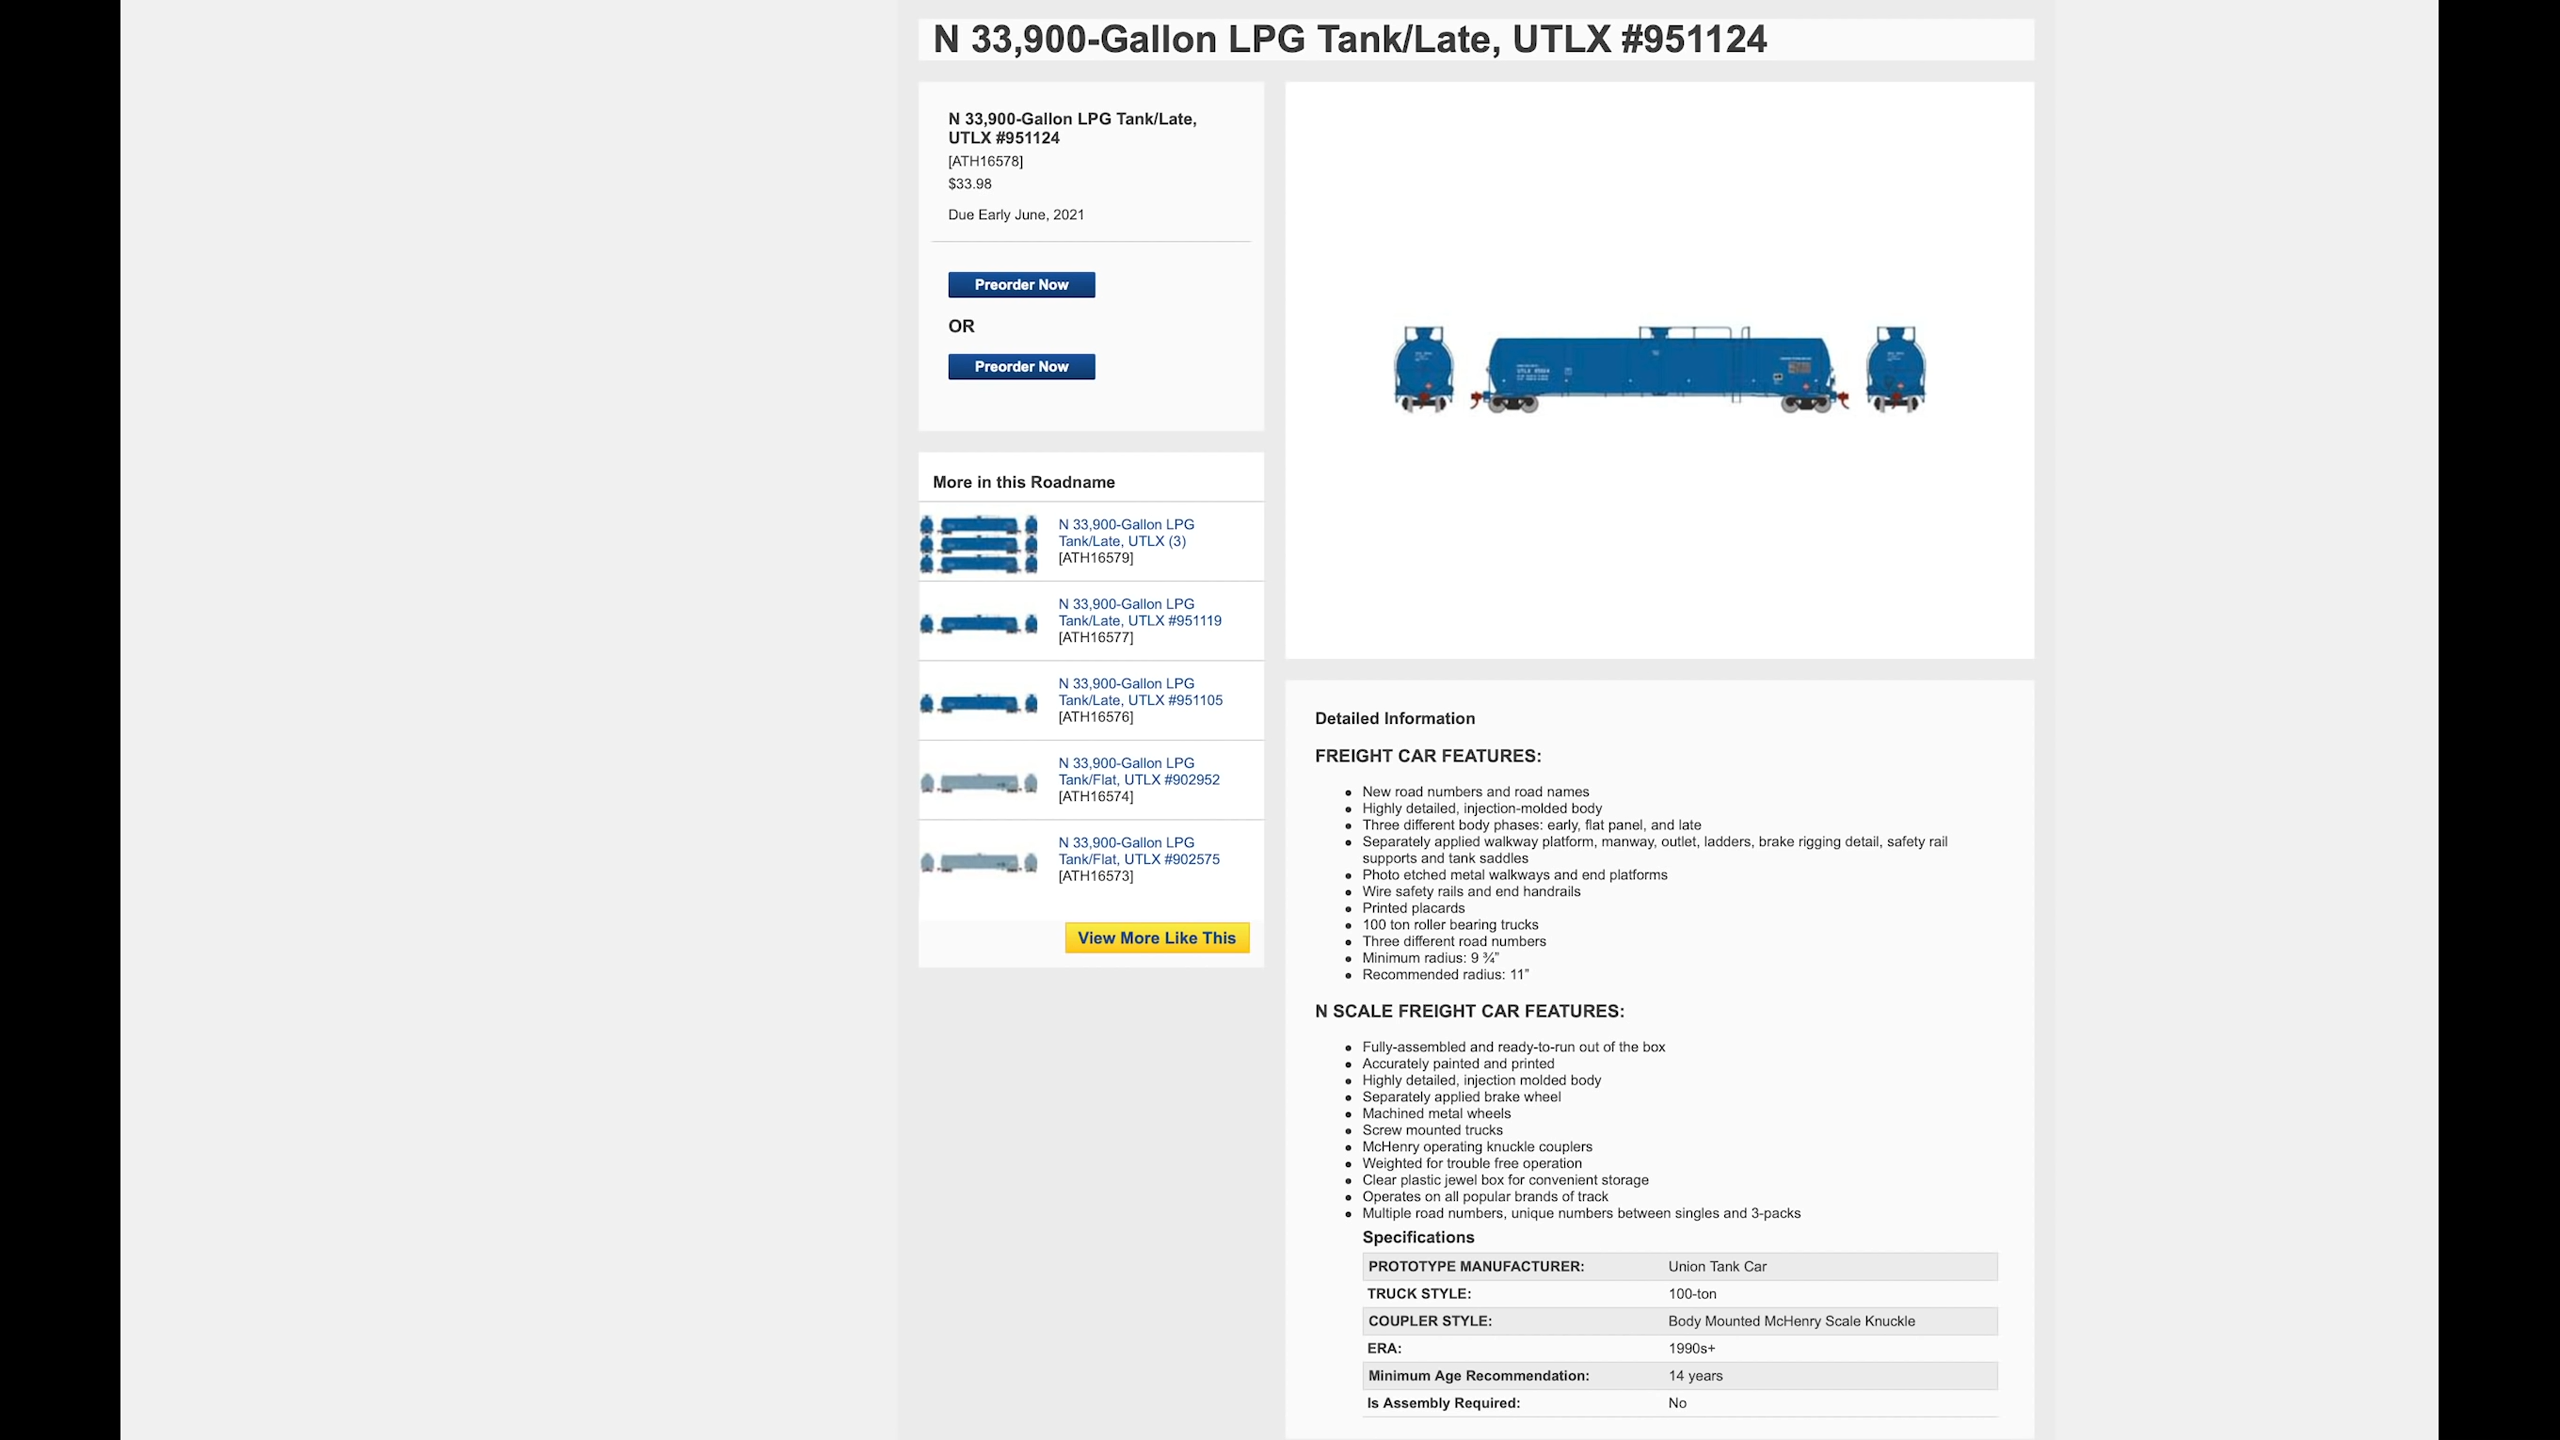 N 33,900-Gallon LPG Tank/Late, UTLX #951124
N 33,900-Gallon LPG Tank/Late,
UTLX #951124
[ATH16578]
$33.98
Due Early June, 2021
Preorder Now
OR
Preorder Now
More in this Roadname
N 33,900-Gallon LPG
Tank/Late, UTLX (3)
[ATH16579]
N 33,900-Gallon LPG
Tank/Late, UTLX #951119
[ATH16577]
N 33,900-Gallon LPG
Tank/Late, UTLX #951105
[ATH16576]
N 33,900-Gallon LPG
Tank/Flat, UTLX #902952
[ATH16574]
N 33,900-Gallon LPG
Tank/Flat, UTLX #902575
[ATH16573]
View More Like This
Detailed Information
FREIGHT CAR FEATURES:
• New road numbers and road names
• Highly detailed, injection-molded body
• Three different body phases: early, flat panel, and late
• Separately applied walkway platform, manway, outlet, ladders, brake rigging detail, safety rail
supports and tank saddles
• Photo etched metal walkways and end platforms
• Wire safety rails and end handrails
• Printed placards
• 100 ton roller bearing trucks
• Three different road numbers
• Minimum radius: 9 ¾”
• Recommended radius: 11”
N SCALE FREIGHT CAR FEATURES:
• Fully-assembled and ready-to-run out of the box
• Accurately painted and printed
• Highly detailed, injection molded body
• Separately applied brake wheel
• Machined metal wheels
• Screw mounted trucks
• McHenry operating knuckle couplers
• Weighted for trouble free operation
• Clear plastic jewel box for convenient storage
• Operates on all popular brands of track
• Multiple road numbers, unique numbers between singles and 3-packs
Specifications
PROTOTYPE MANUFACTURER: Union Tank Car
TRUCK STYLE: 100-ton
COUPLER STYLE: Body Mounted McHenry Scale Knuckle
ERA: 1990s+
Minimum Age Recommendation: 14 years
Is Assembly Required: No